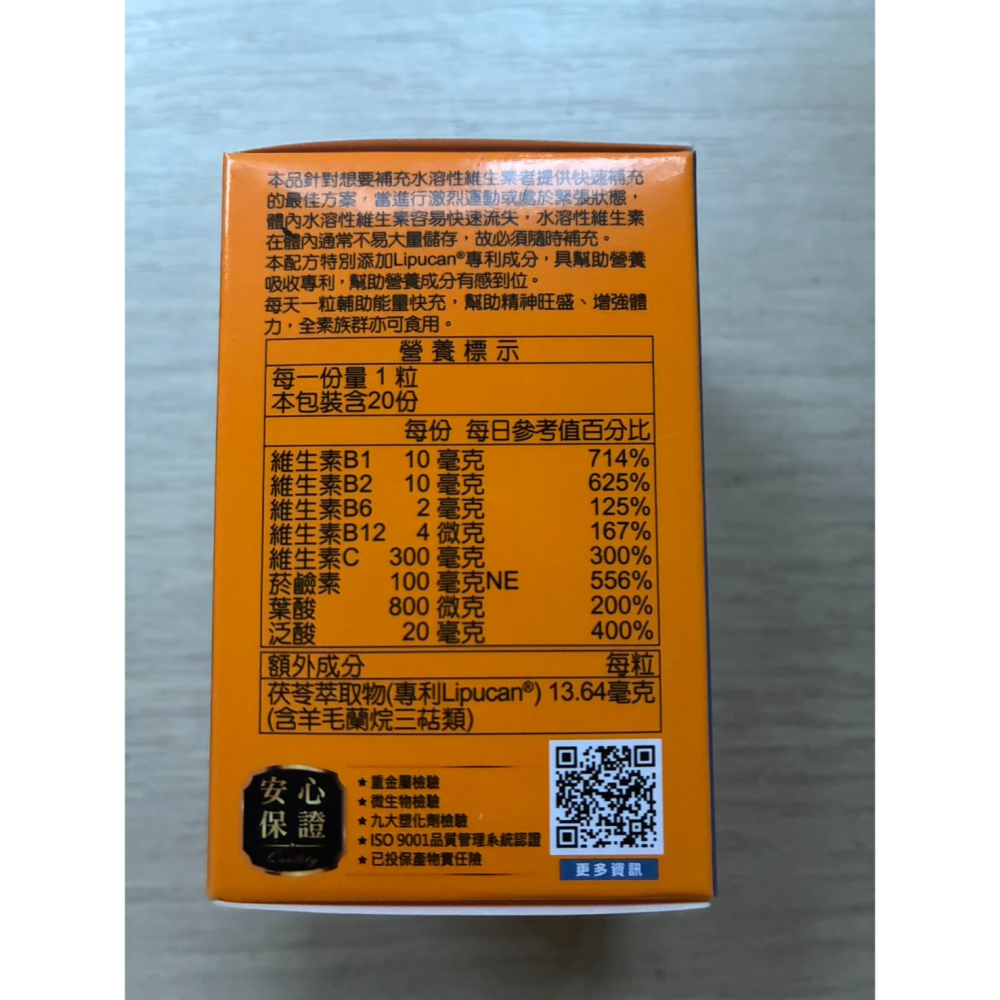 本品針對想要補充水溶性維生素者提供快速補充
的最佳方案，當進行激烈運動或處於緊張狀態，
體內水溶性維生素容易快速流失，水溶性維生素
在體內通常不易大量儲存，故必須隨時補充。
本配方特別添加Lipucan®專利成分，具幫助營養
吸收專利，幫助營養成分有感到位。
每天一粒輔助能量快充，幫助精神旺盛、增強體
力，全素族群亦可食用。
營養標示
每一份量 1 粒
本包裝含20份
每份 每日參考值百分比
維生素B1 10 毫克 714%
維生素B2 10 毫克 625%
維生素B6 2 毫克 125%
維生素B12 4 微克 167%
維生素C 300 毫克 300%
菸鹼素 100 毫克NE 556%
葉酸 800 微克 200%
泛酸 20 毫克 400%
額外成分 每粒
茯苓萃取物(專利Lipucan®) 13.64毫克
(含羊毛蘭烷三萜類)
安心
保證
Quality
★重金屬檢驗
★微生物檢驗
★九大塑化劑檢驗
★ISO 9001品質管理系統認證
★已投保產物責任險
更多資訊